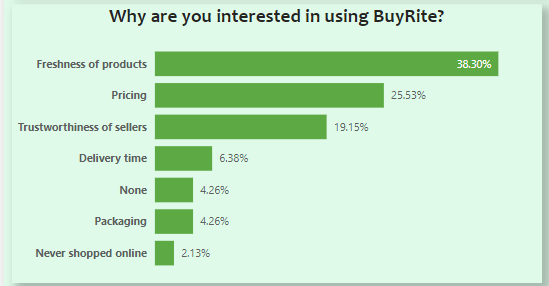 Why are you interested in using BuyRite?
Freshness of products 38.30%
Pricing 25.53%
Trustworthiness of sellers 19.15%
Delivery time 6.38%
None 4.26%
Packaging 4.26%
Never shopped online 2.13%